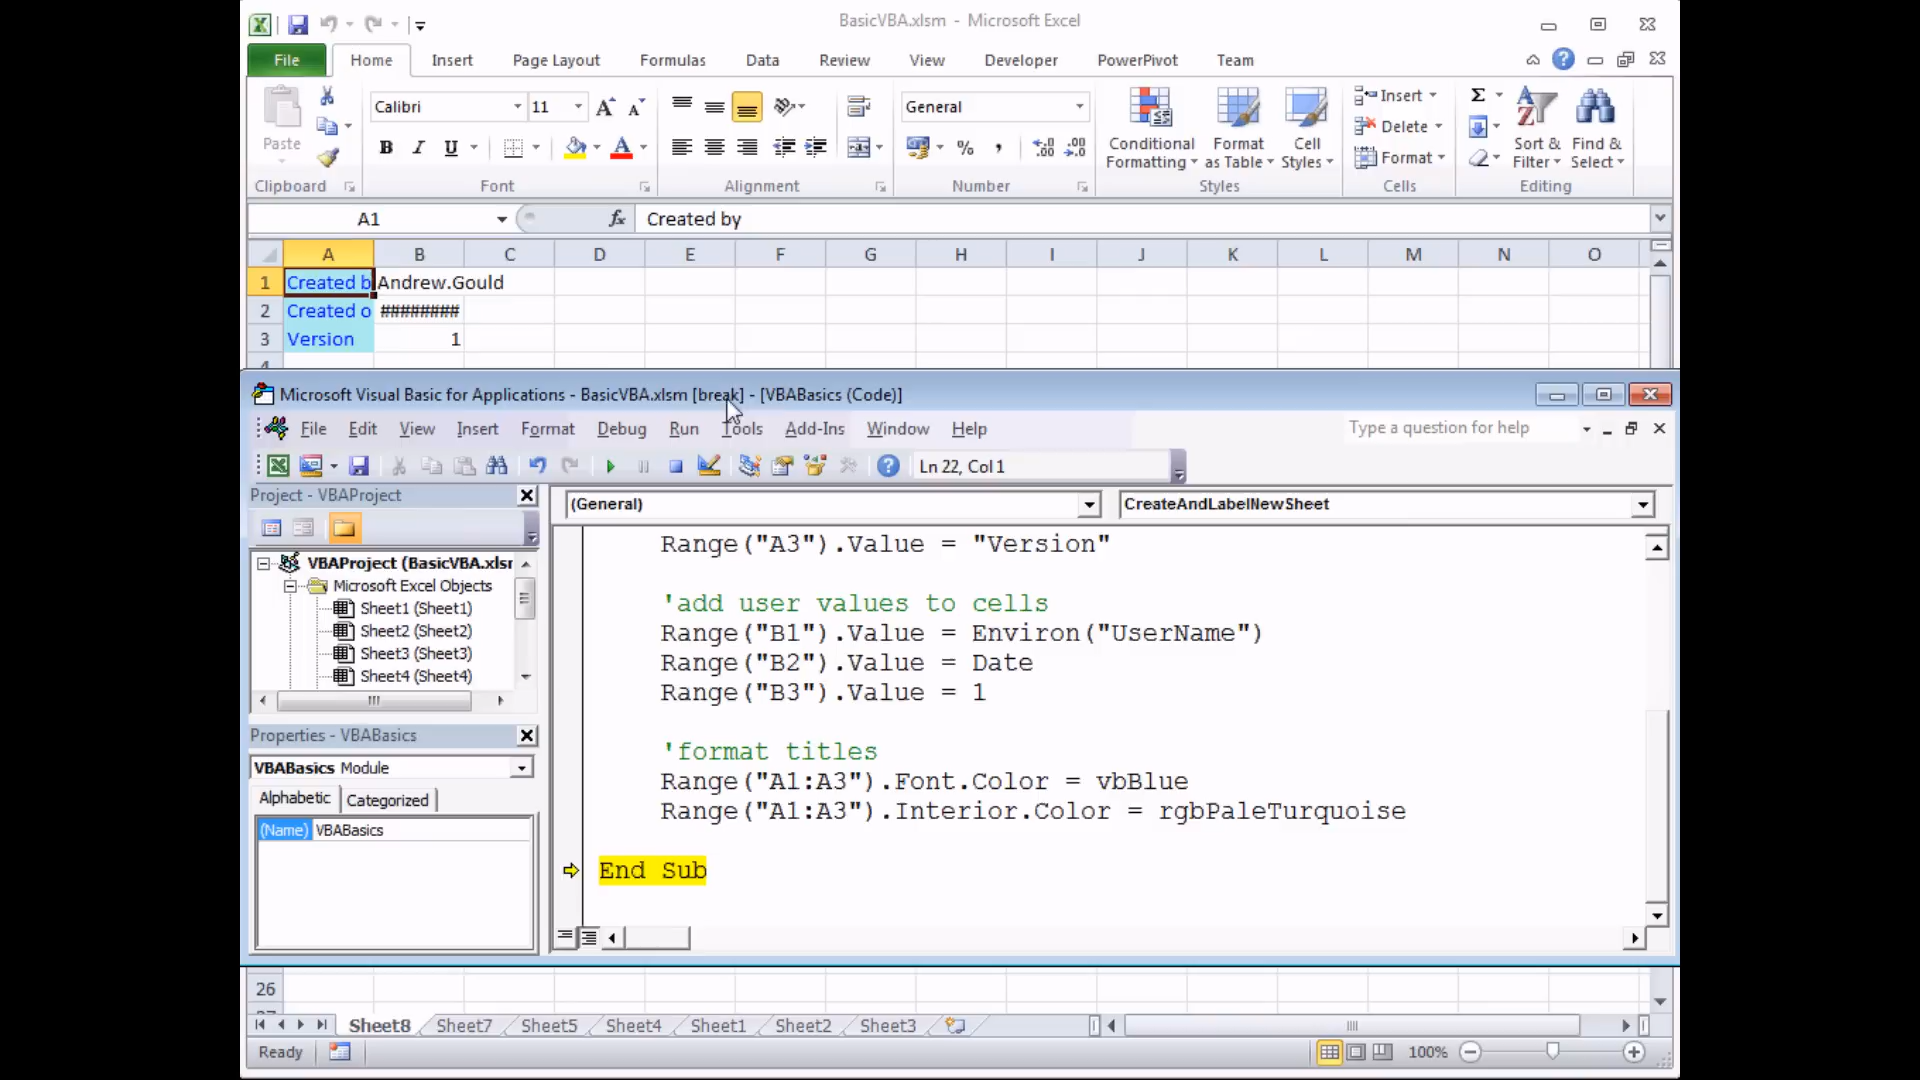 BasicVBA.xlsm - Microsoft Excel
File Home Insert Page Layout Formulas Data Review View Developer PowerPivot Team
Calibri 11 General Insert Σ
Paste B I U A % , Conditional Formatting Format as Table Cell Styles Delete Sort & Filter Find & Select
Format
Clipboard Font Alignment Number Styles Cells Editing
A1 fx Created by
A B C D E F G H I J K L M N O
1 Created b Andrew.Gould
2 Created o ########
3 Version 1
4
Microsoft Visual Basic for Applications - BasicVBA.xlsm [break] - [VBABasics (Code)]
File Edit View Insert Format Debug Run Tools Add-Ins Window Help Type a question for help
Ln 22, Col 1
Project - VBAProject
(General) CreateAndLabelNewSheet
VBAProject (BasicVBA.xlsr
Microsoft Excel Objects
Sheet1 (Sheet1)
Sheet2 (Sheet2)
Sheet3 (Sheet3)
Sheet4 (Sheet4)
Properties - VBABasics
VBABasics Module
Alphabetic Categorized
(Name) VBABasics
Range("A3").Value = "Version"
'add user values to cells
Range("B1").Value = Environ("UserName")
Range("B2").Value = Date
Range("B3").Value = 1
'format titles
Range("A1:A3").Font.Color = vbBlue
Range("A1:A3").Interior.Color = rgbPaleTurquoise
End Sub
26
Sheet8 Sheet7 Sheet5 Sheet4 Sheet1 Sheet2 Sheet3
Ready 100%